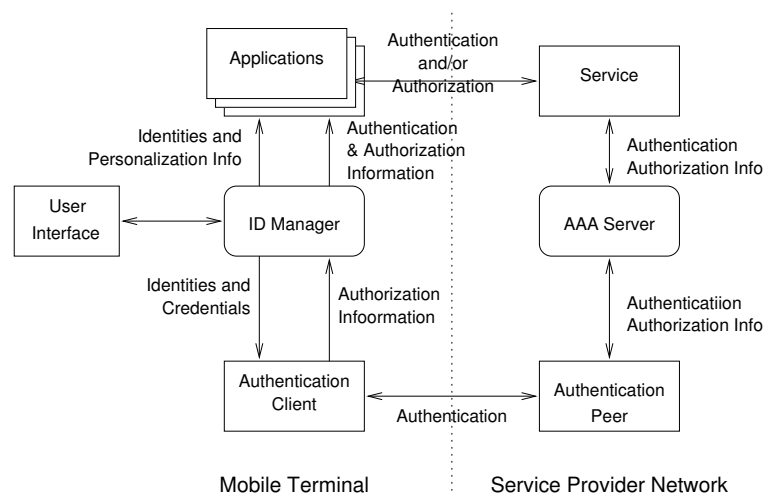 Applications
Authentication
and/or
Authorization
Service
Identities and
Personalization Info
Authentication
& Authorization
Information
Authentication
Authorization Info
User
Interface
ID Manager
AAA Server
Identities and
Credentials
Authorization
Infoormation
Authenticatiion
Authorization Info
Authentication
Client
Authentication
Authentication
Peer
Mobile Terminal
Service Provider Network